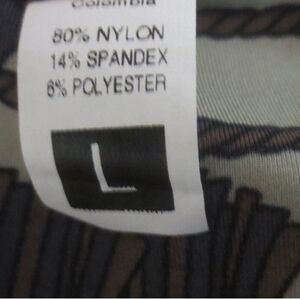 Colombia
80% NYLON
14% SPANDEX
6% POLYESTER
L